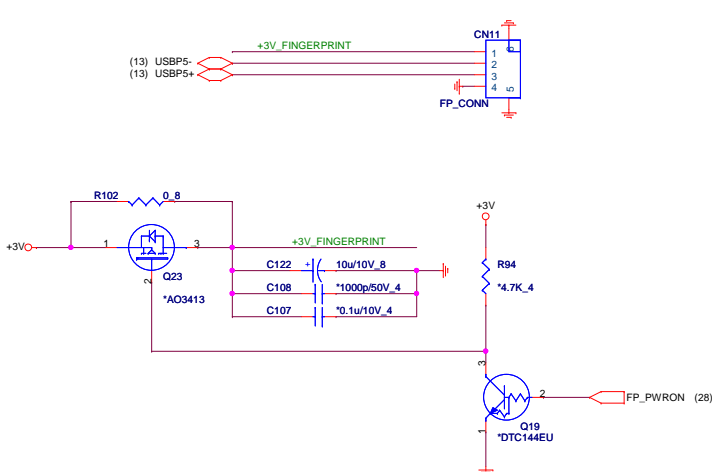 CN11
+3V_FINGERPRINT
1
6
(13) USBP5-
2
(13) USBP5+
3
4
5
FP_CONN
R102
0_8
+3V
+3V
1
3
+3V_FINGERPRINT
C122
+
10u/10V_8
R94
Q23
2
C108
*1000p/50V_4
*4.7K_4
*AO3413
C107
*0.1u/10V_4
3
2
FP_PWRON (28)
1
Q19
*DTC144EU